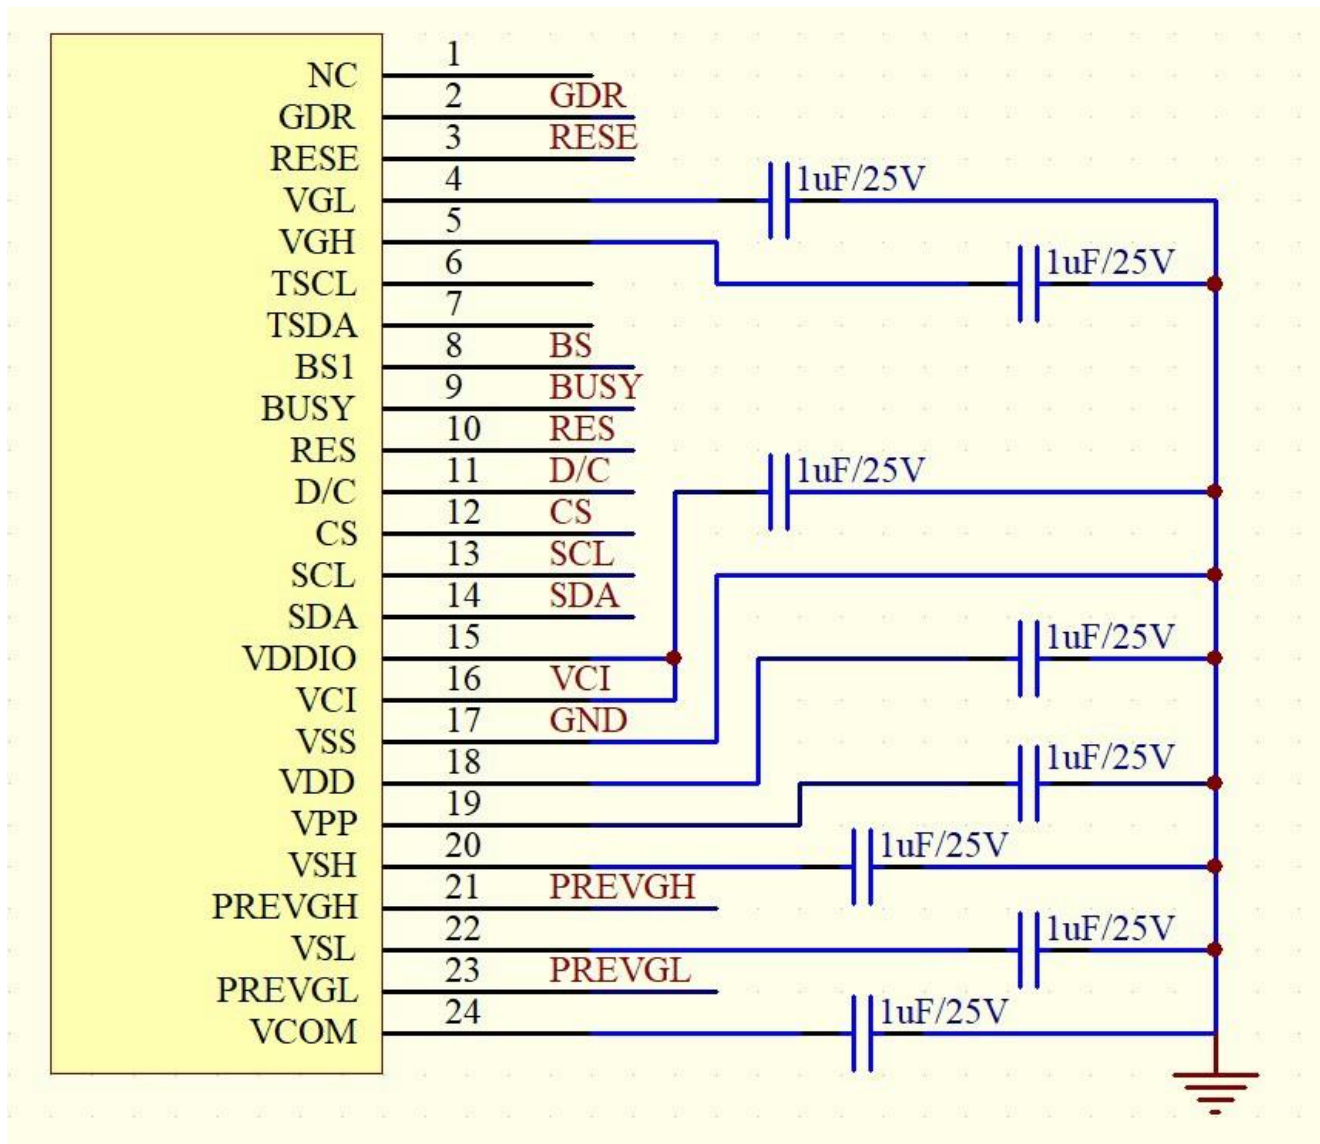 NC 1
GDR 2 GDR
RESE 3 RESE
VGL 4 1uF/25V
VGH 5 1uF/25V
TSCL 6
TSDA 7
BS1 8 BS
BUSY 9 BUSY
RES 10 RES
D/C 11 D/C 1uF/25V
CS 12 CS
SCL 13 SCL
SDA 14 SDA
VDDIO 15 1uF/25V
VCI 16 VCI
VSS 17 GND
VDD 18 1uF/25V
VPP 19
VSH 20 1uF/25V
PREVGH 21 PREVGH
VSL 22 1uF/25V
PREVGL 23 PREVGL
VCOM 24 1uF/25V